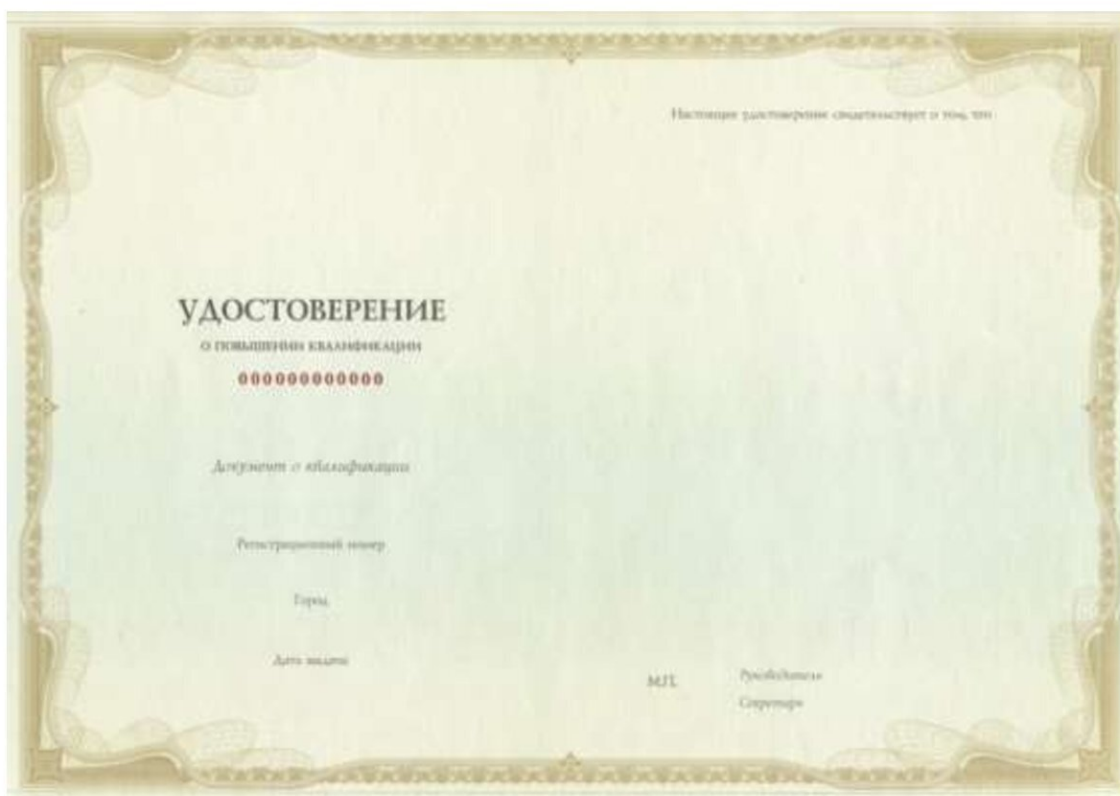 Настоящее удостоверение свидетельствует о том, что
УДОСТОВЕРЕНИЕ
О ПОВЫШЕНИИ КВАЛИФИКАЦИИ
000000000000
Документ о квалификации
Регистрационный номер
Город
Дата выдачи
М.П.
Руководитель
Секретарь